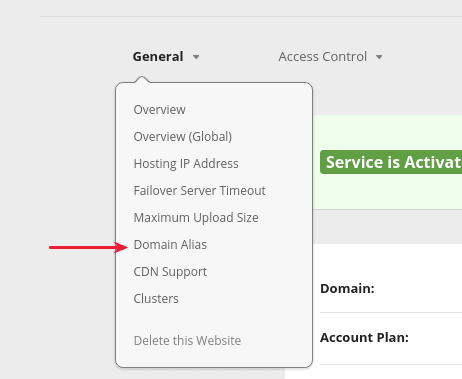 General Access Control
Overview
Overview (Global)
Hosting IP Address
Failover Server Timeout
Maximum Upload Size
Domain Alias
CDN Support
Clusters
Delete this Website
Service is Activat
Domain:
Account Plan: